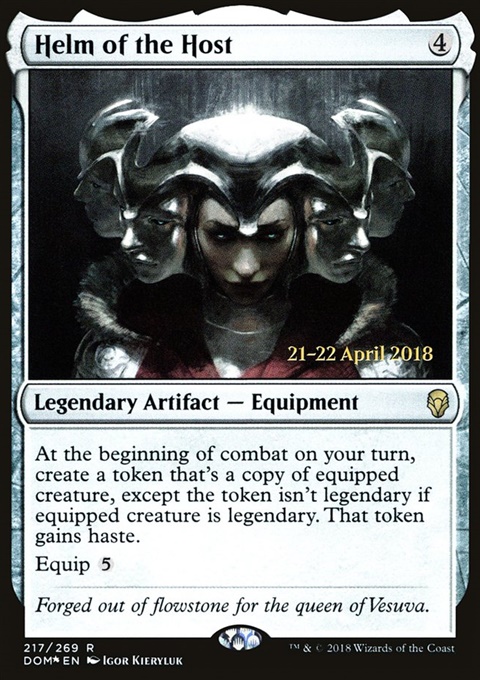 Helm of the Host 4
21–22 April 2018
Legendary Artifact — Equipment
At the beginning of combat on your turn,
create a token that's a copy of equipped
creature, except the token isn't legendary if
equipped creature is legendary. That token
gains haste.
Equip 5
Forged out of flowstone for the queen of Vesuva.
217/269 R
DOM★EN Igor Kieryluk
™ & © 2018 Wizards of the Coast